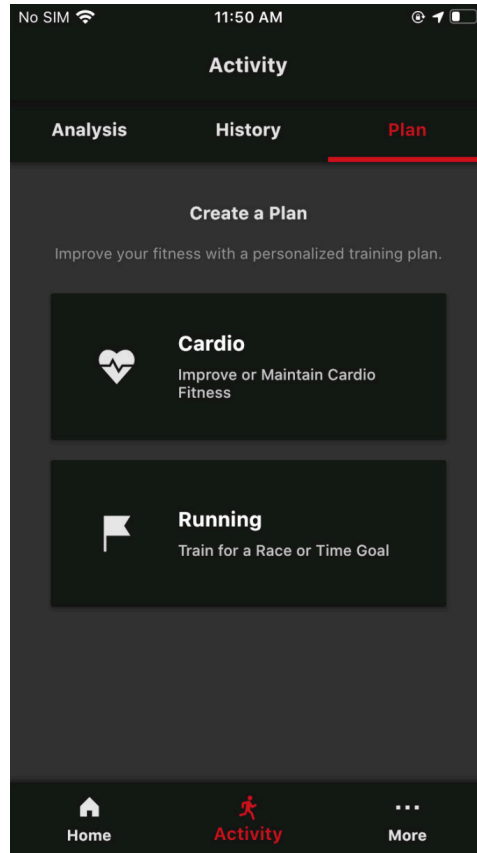 No SIM 11:50 AM
Activity
Analysis History Plan
Create a Plan
Improve your fitness with a personalized training plan.
Cardio
Improve or Maintain Cardio
Fitness
Running
Train for a Race or Time Goal
Home Activity More